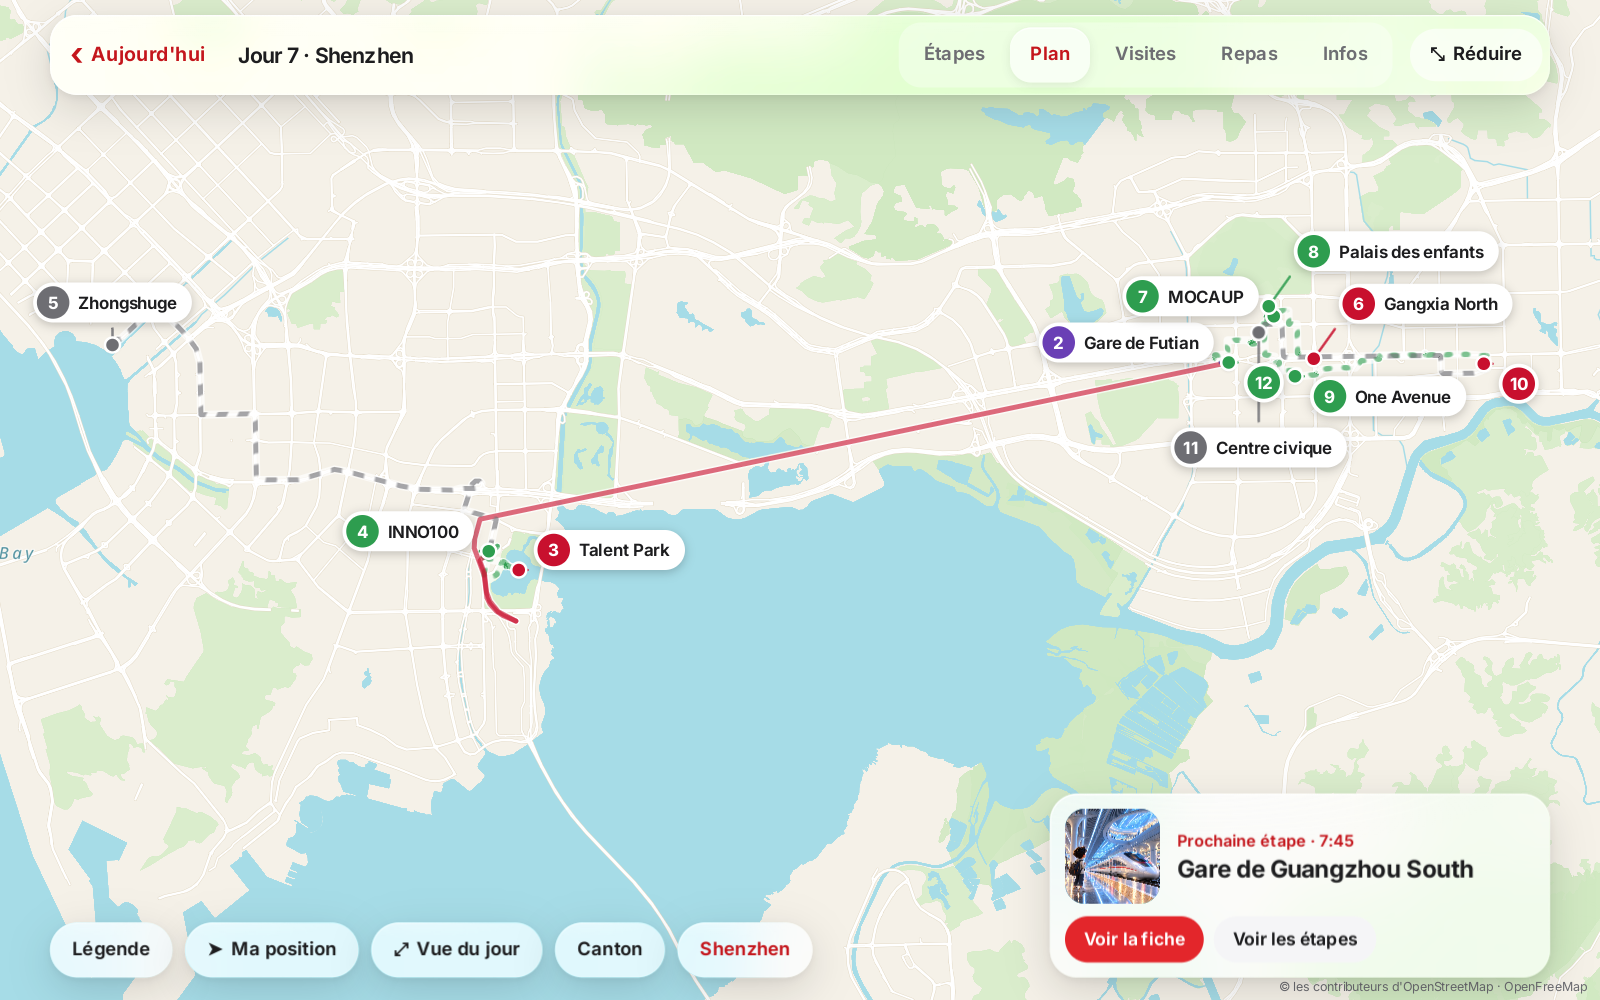 Aujourd'hui
Jour 7 · Shenzhen
Étapes
Plan
Visites
Repas
Infos
Réduire
8 Palais des enfants
7 MOCAUP
6 Gangxia North
5 Zhongshuge
2 Gare de Futian
12
10
9 One Avenue
11 Centre civique
4 INNO100
3 Talent Park
Bay
Prochaine étape · 7:45
Gare de Guangzhou South
Voir la fiche
Voir les étapes
Légende
Ma position
Vue du jour
Canton
Shenzhen
© les contributeurs d'OpenStreetMap · OpenFreeMap